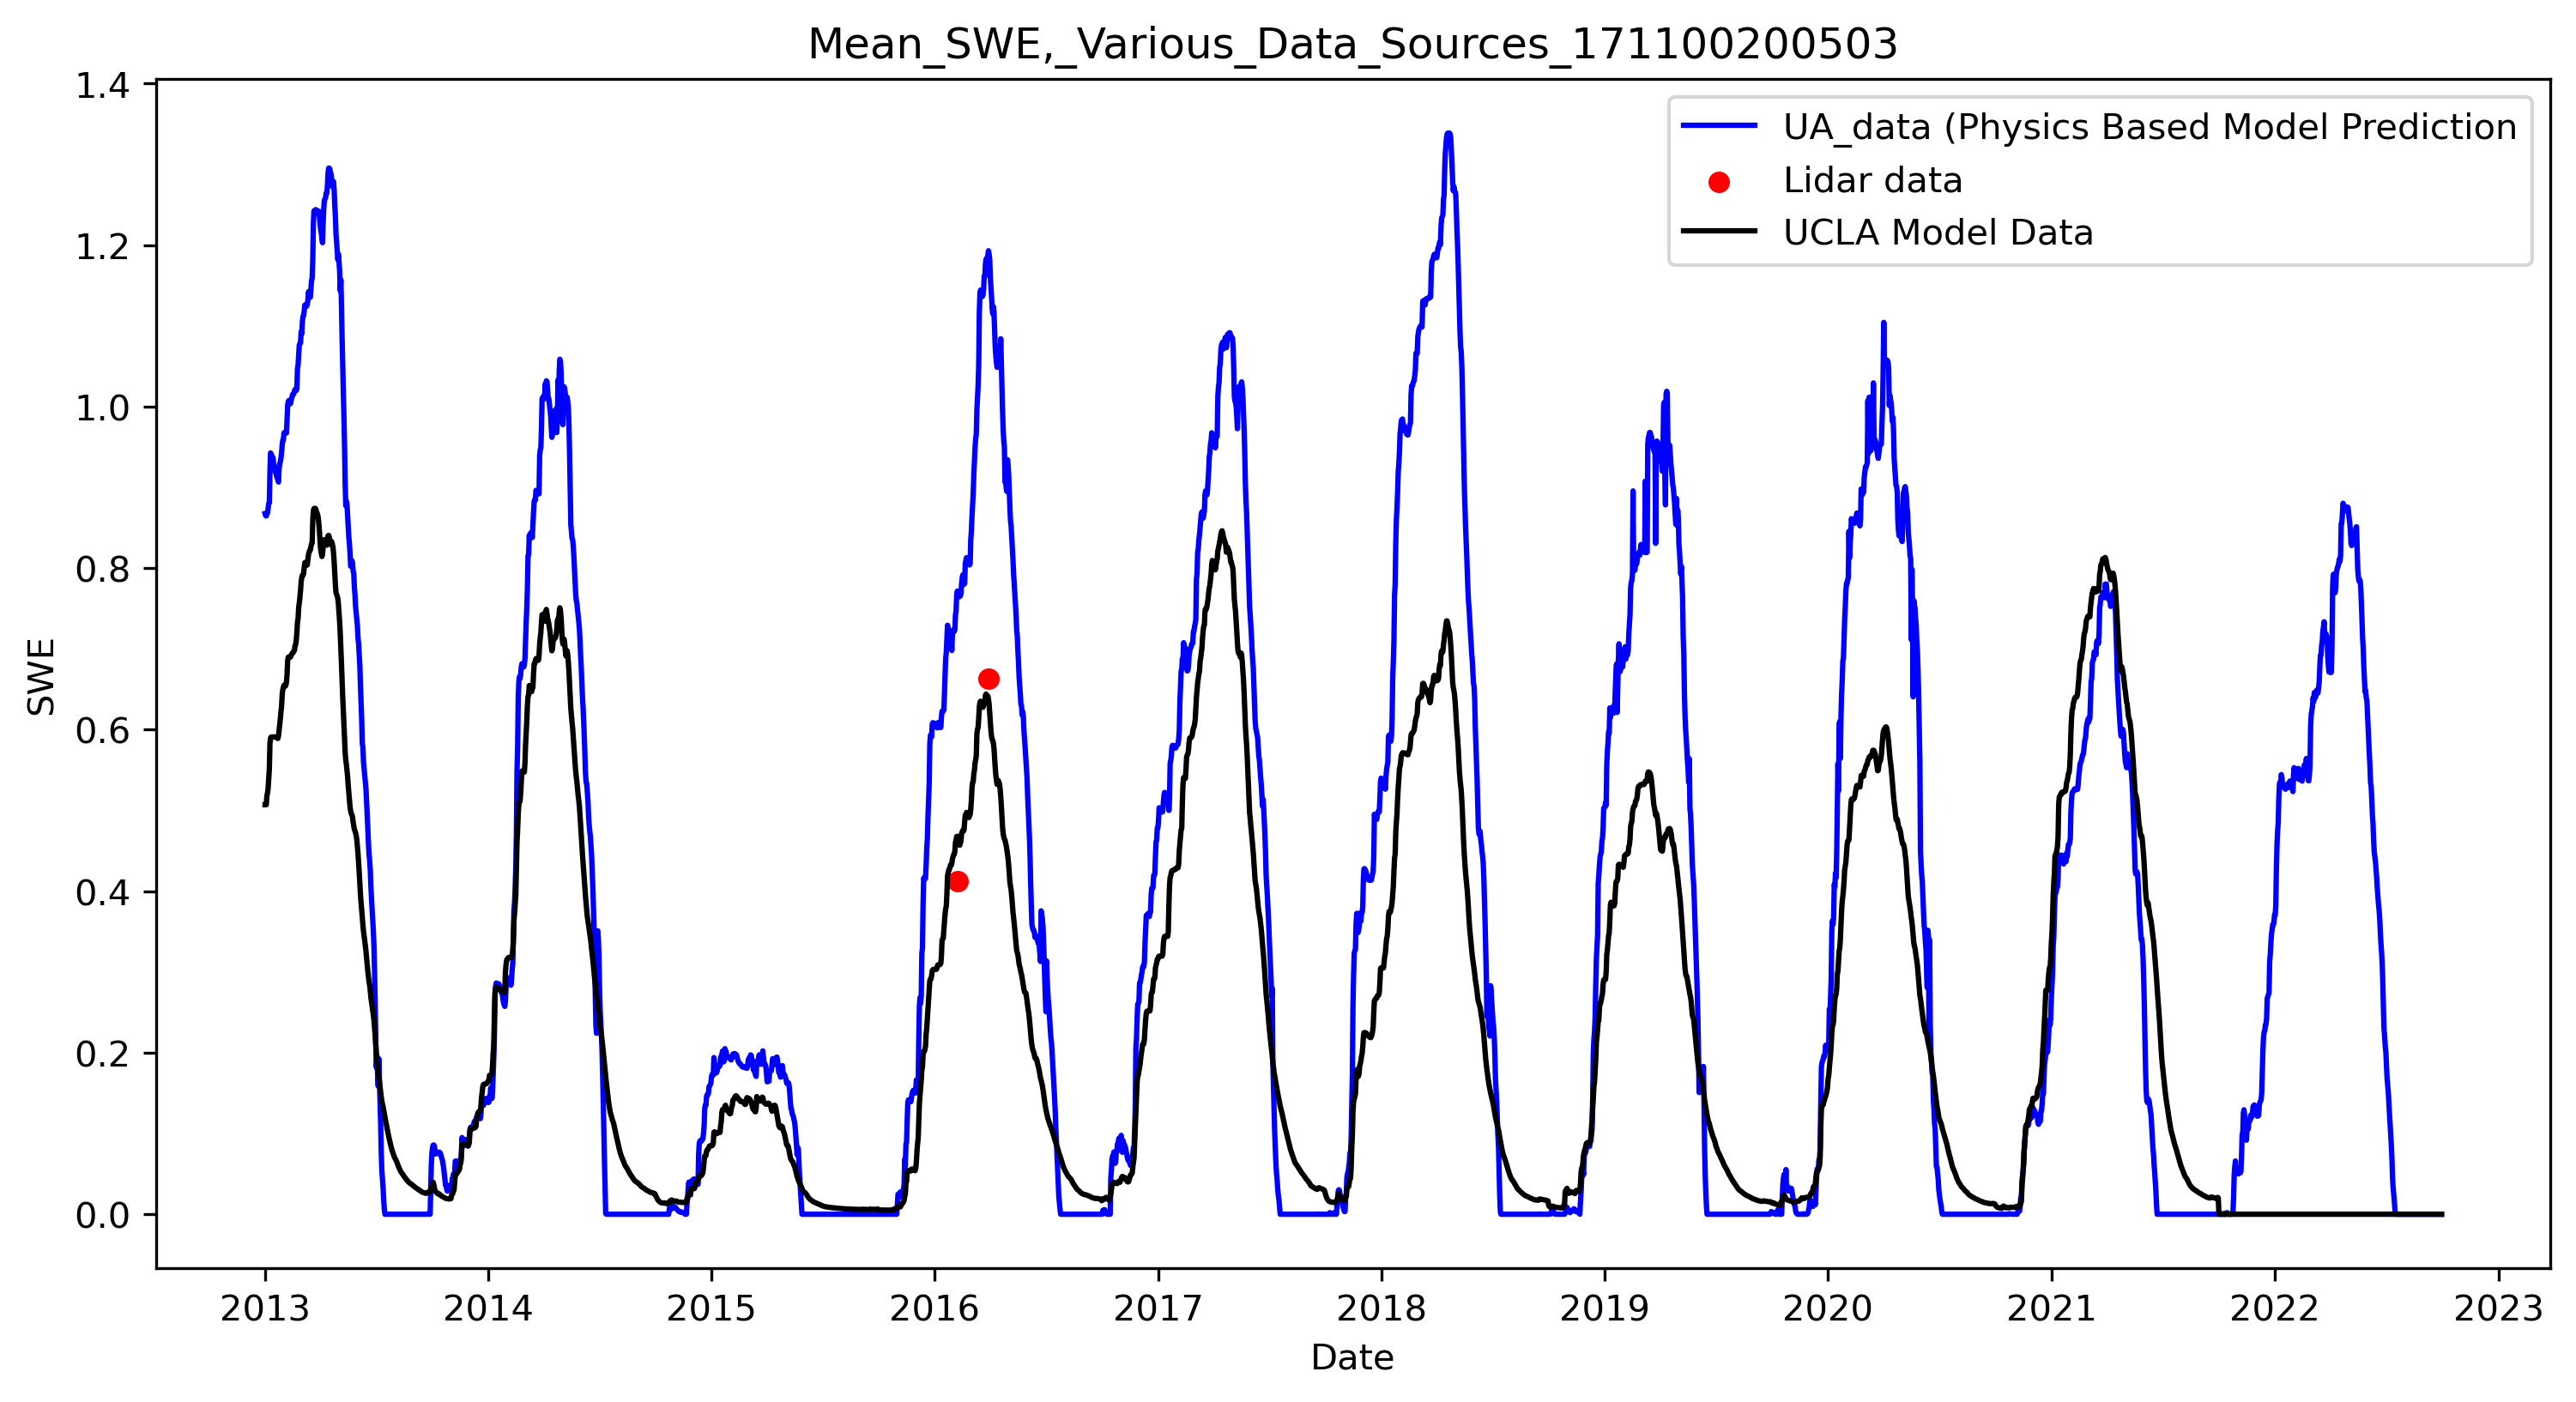 Mean_SWE,_Various_Data_Sources_171100200503
UA_data (Physics Based Model Prediction
Lidar data
UCLA Model Data
1.4
1.2
1.0
0.8
0.6
0.4
0.2
0.0
SWE
2013 2014 2015 2016 2017 2018 2019 2020 2021 2022 2023
Date